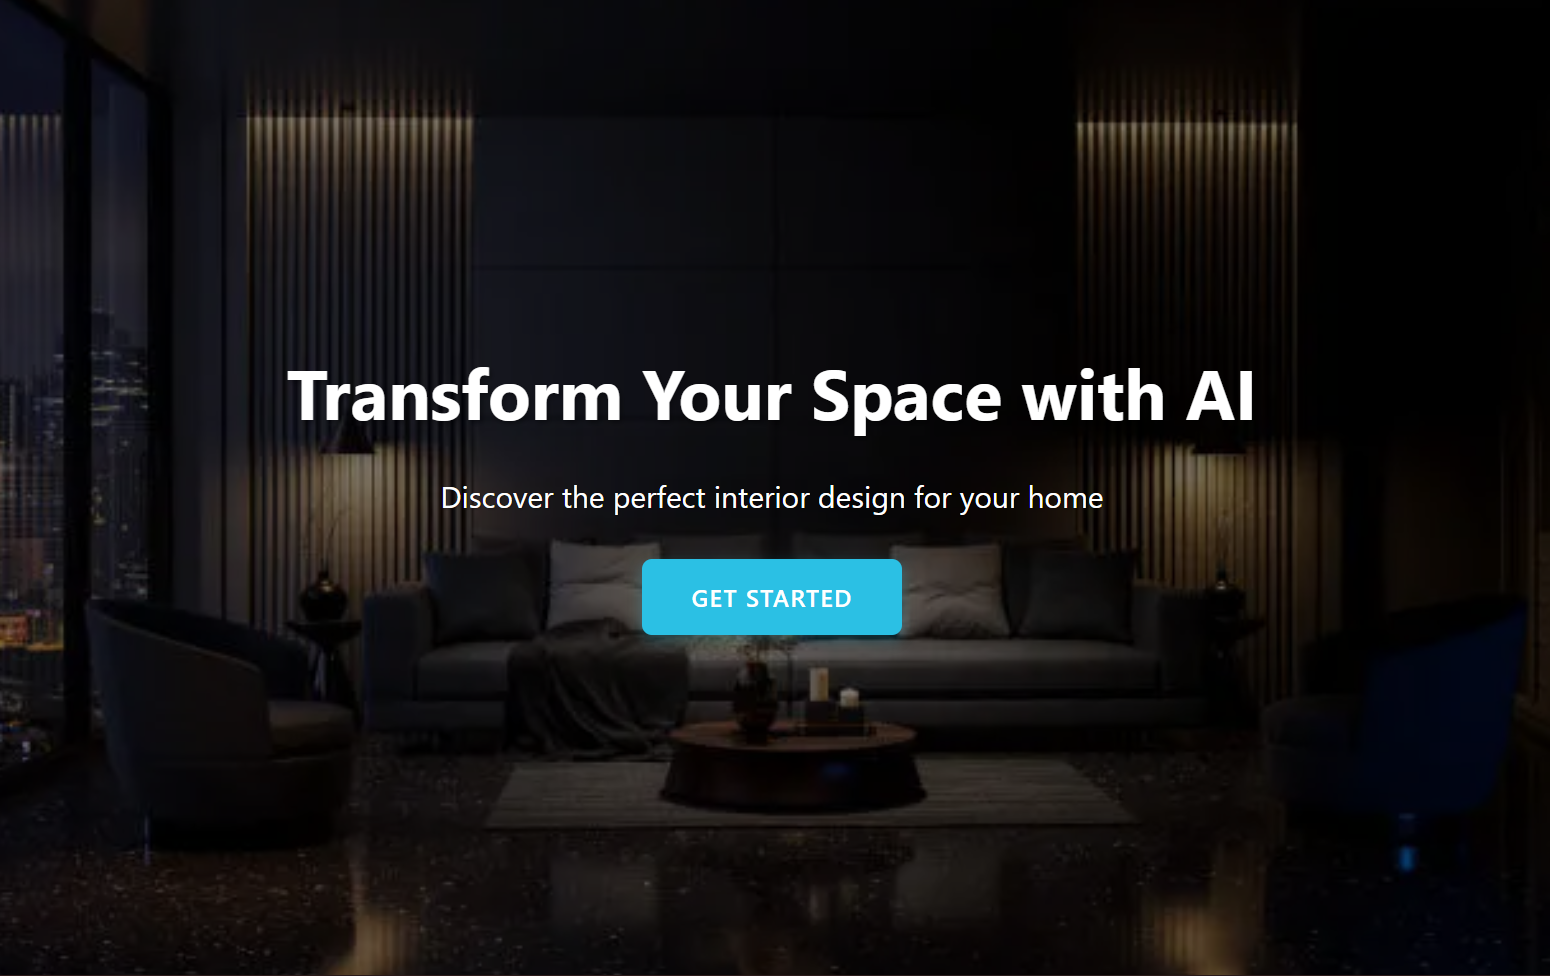 Transform Your Space with AI
Discover the perfect interior design for your home
GET STARTED